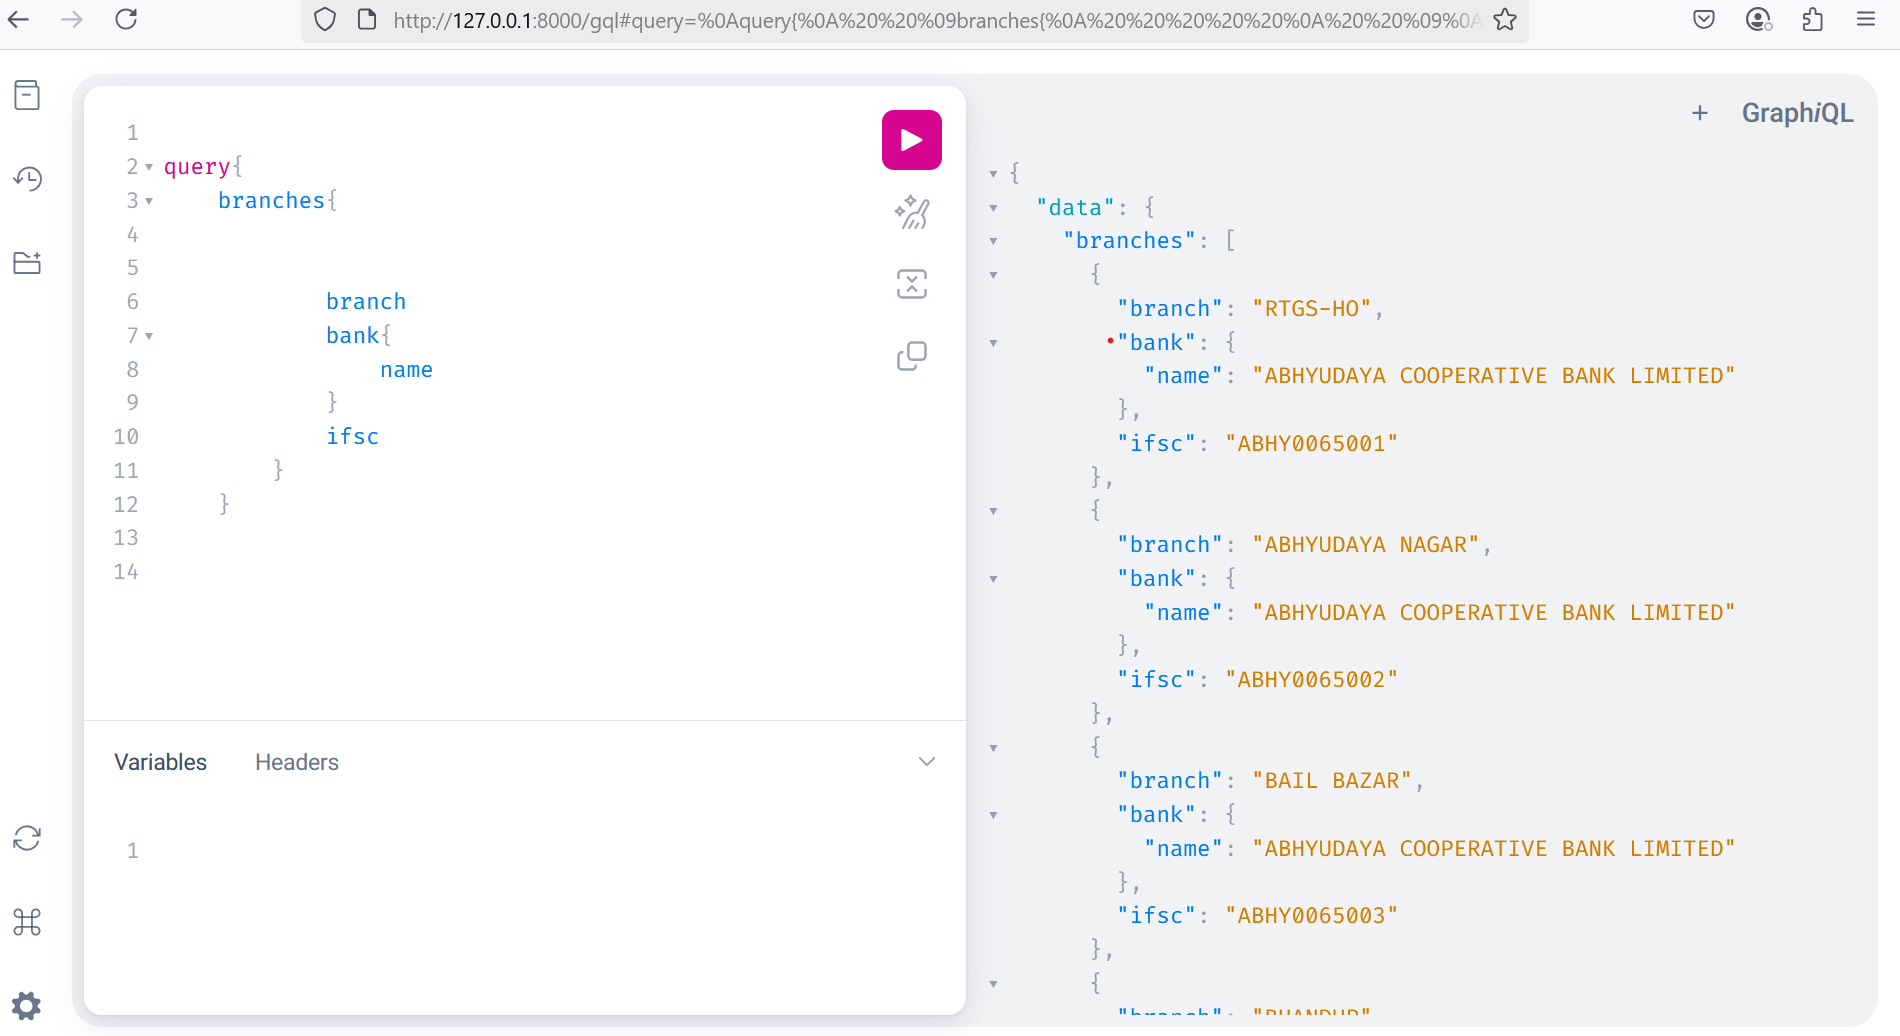 http://127.0.0.1:8000/gql#query=%0Aquery{%0A%20%20%09branches{%0A%20%20%20%20%20%0A%20%20%09%0A
GraphiQL
1
2 query{
3 branches{
4
5
6 branch
7 bank{
8 name
9 }
10 ifsc
11 }
12 }
13
14
Variables
Headers
1
{
"data": {
"branches": [
{
"branch": "RTGS-HO",
"bank": {
"name": "ABHYUDAYA COOPERATIVE BANK LIMITED"
},
"ifsc": "ABHY0065001"
},
{
"branch": "ABHYUDAYA NAGAR",
"bank": {
"name": "ABHYUDAYA COOPERATIVE BANK LIMITED"
},
"ifsc": "ABHY0065002"
},
{
"branch": "BAIL BAZAR",
"bank": {
"name": "ABHYUDAYA COOPERATIVE BANK LIMITED"
},
"ifsc": "ABHY0065003"
},
{
"branch":